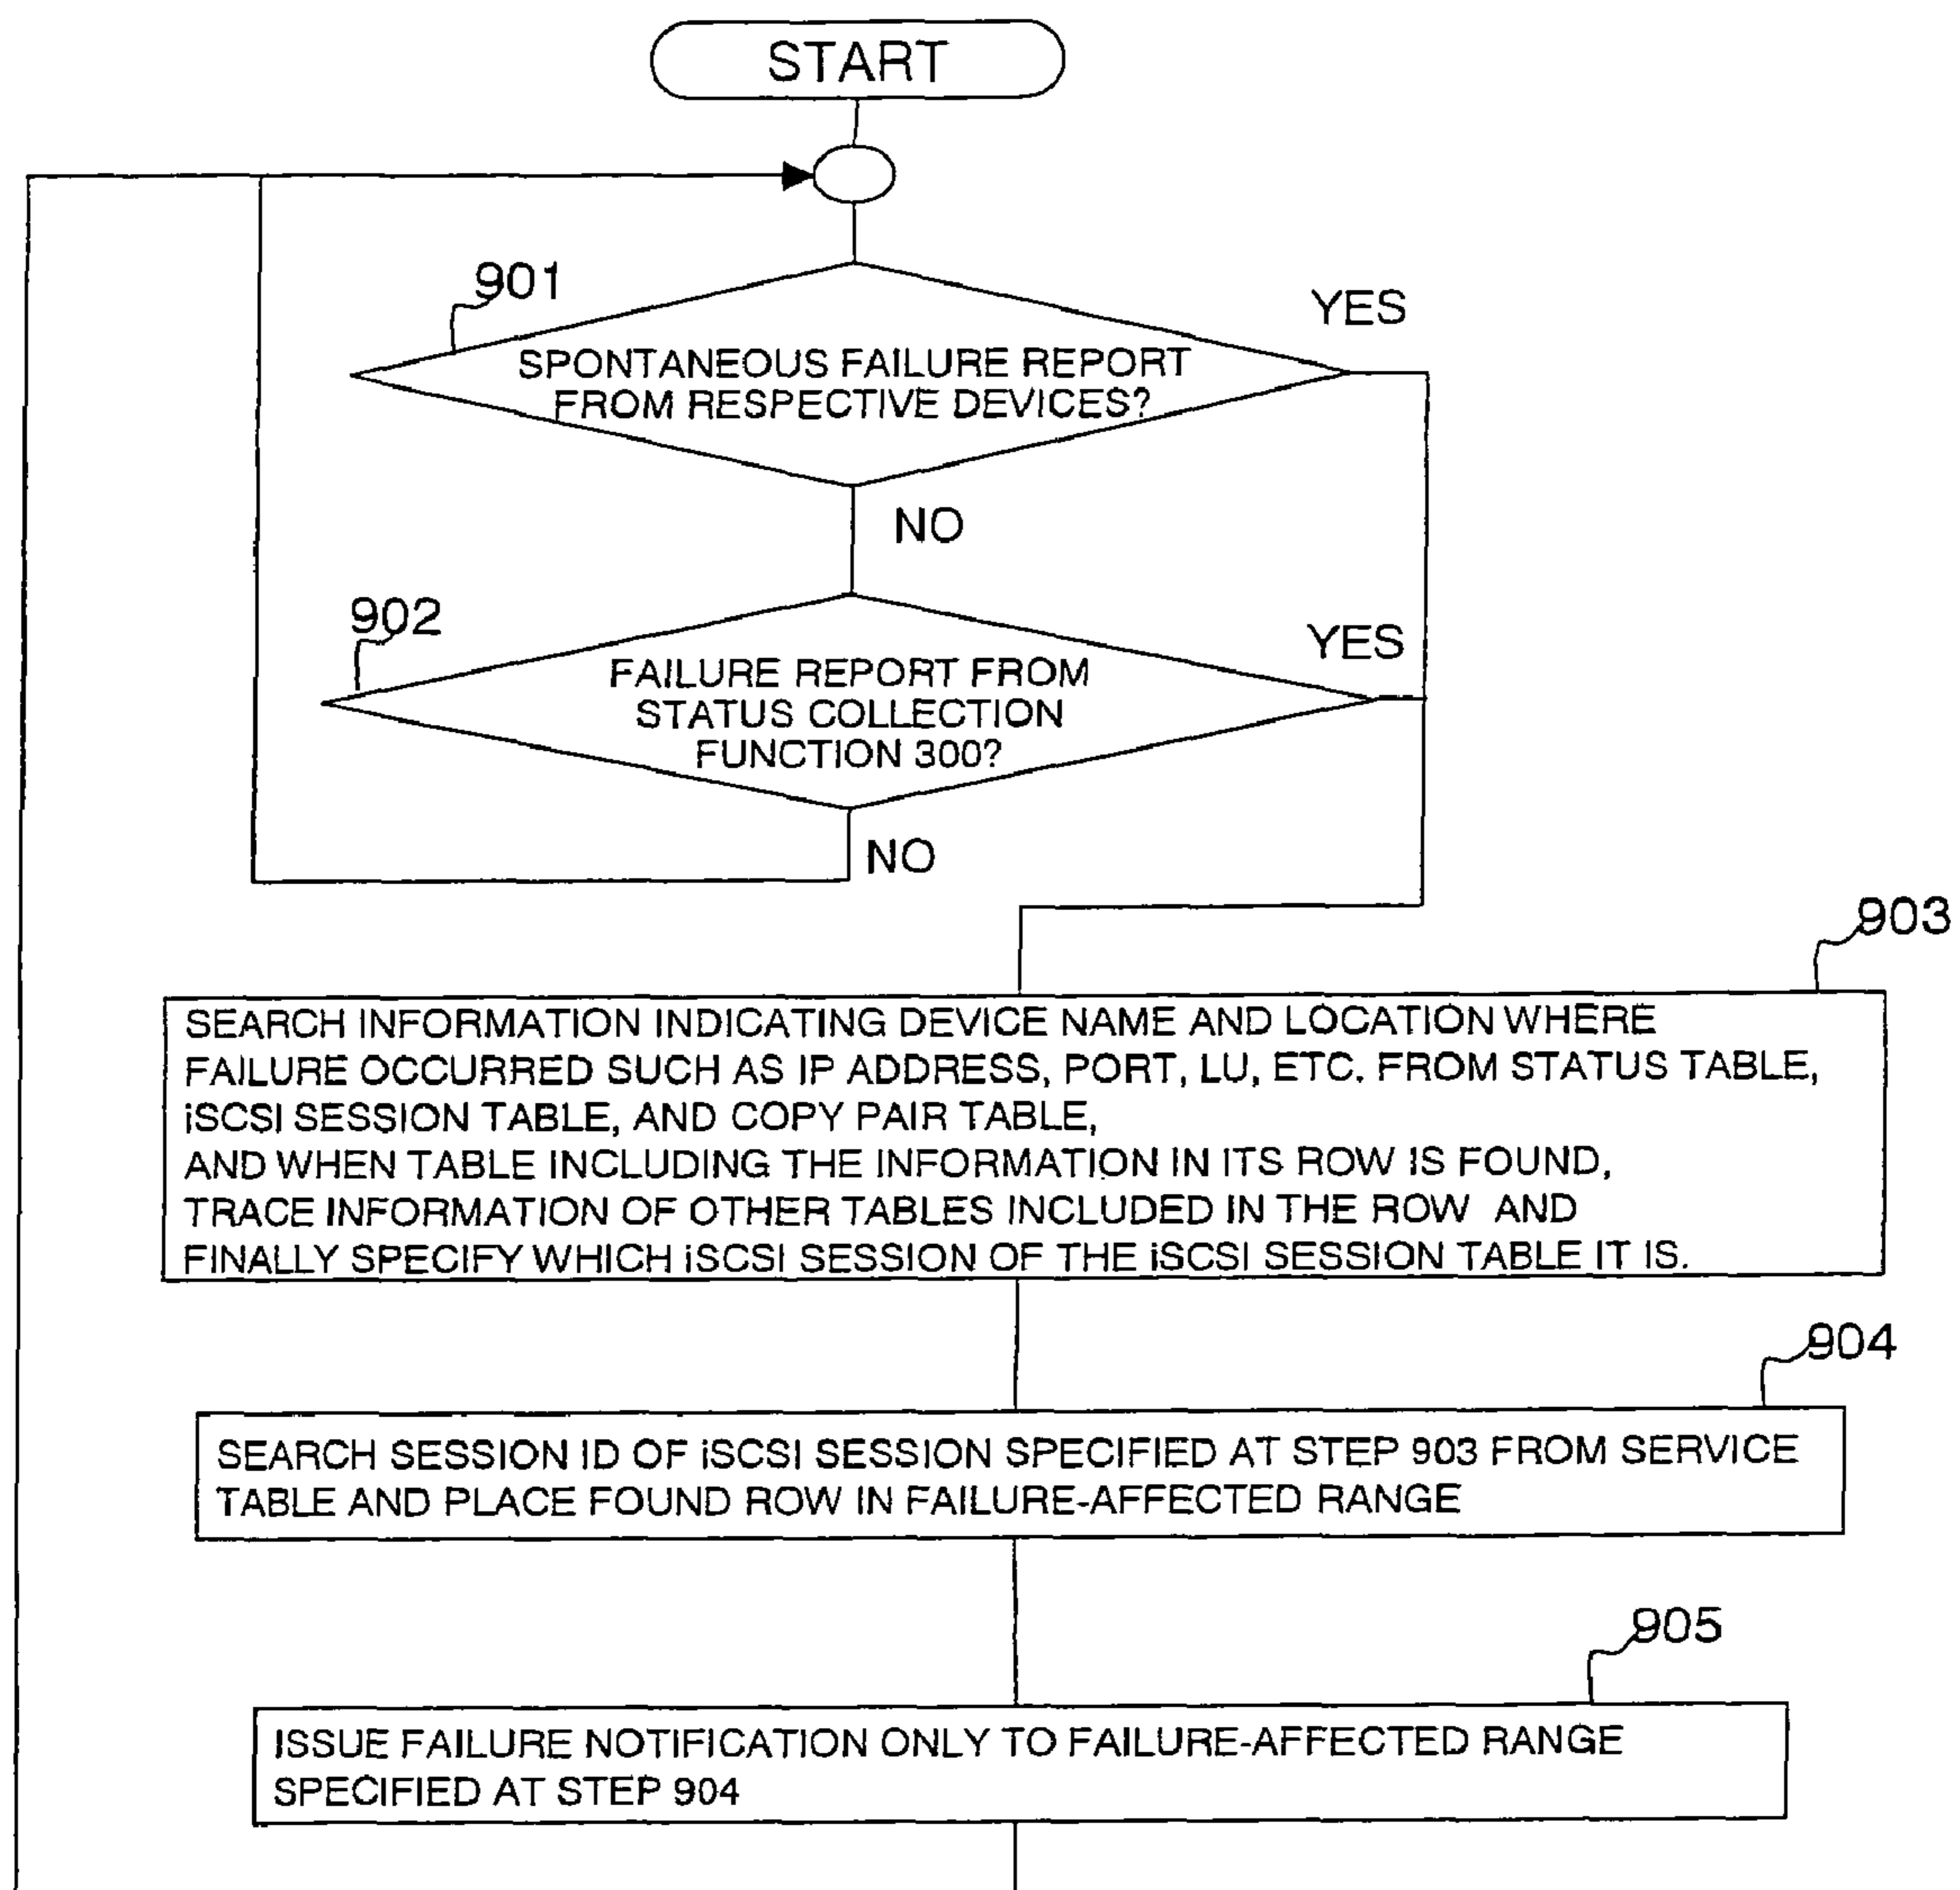 START
901
YES
SPONTANEOUS FAILURE REPORT
FROM RESPECTIVE DEVICES?
NO
902
YES
FAILURE REPORT FROM
STATUS COLLECTION
FUNCTION 300?
NO
903
SEARCH INFORMATION INDICATING DEVICE NAME AND LOCATION WHERE
FAILURE OCCURRED SUCH AS IP ADDRESS, PORT, LU, ETC. FROM STATUS TABLE,
iSCSI SESSION TABLE, AND COPY PAIR TABLE,
AND WHEN TABLE INCLUDING THE INFORMATION IN ITS ROW IS FOUND,
TRACE INFORMATION OF OTHER TABLES INCLUDED IN THE ROW AND
FINALLY SPECIFY WHICH iSCSI SESSION OF THE iSCSI SESSION TABLE IT IS.
904
SEARCH SESSION ID OF iSCSI SESSION SPECIFIED AT STEP 903 FROM SERVICE
TABLE AND PLACE FOUND ROW IN FAILURE-AFFECTED RANGE
905
ISSUE FAILURE NOTIFICATION ONLY TO FAILURE-AFFECTED RANGE
SPECIFIED AT STEP 904